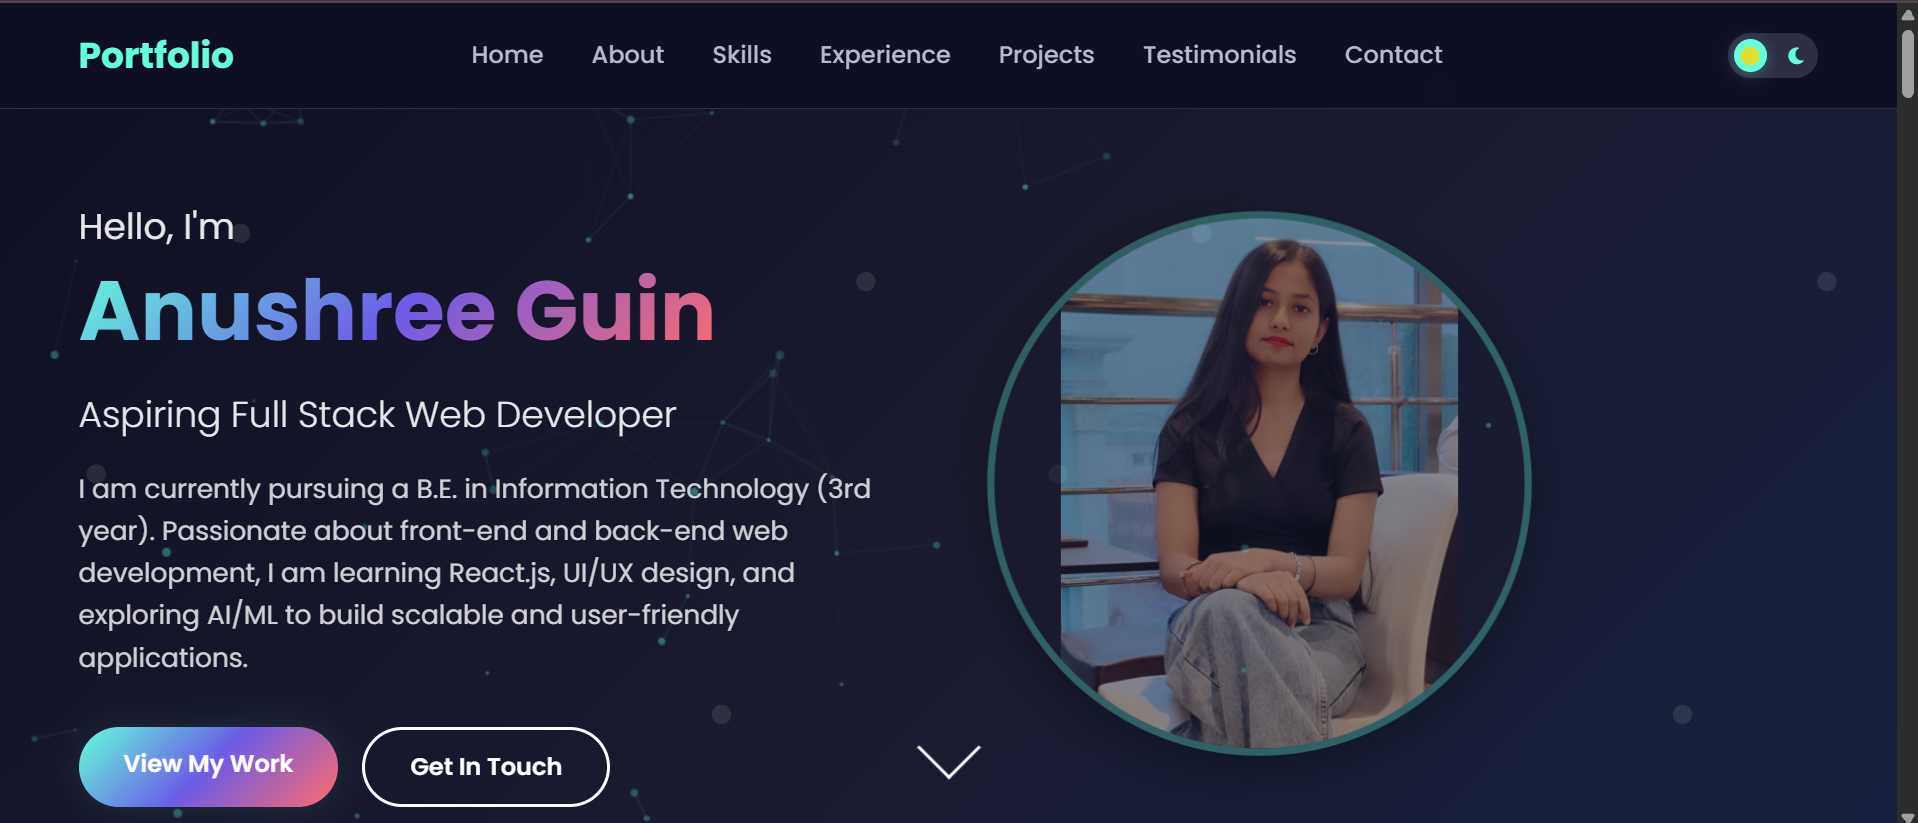 Portfolio
Home About Skills Experience Projects Testimonials Contact
Hello, I'm
Anushree Guin
Aspiring Full Stack Web Developer
I am currently pursuing a B.E. in Information Technology (3rd
year). Passionate about front-end and back-end web
development, I am learning React.js, UI/UX design, and
exploring AI/ML to build scalable and user-friendly
applications.
View My Work
Get In Touch